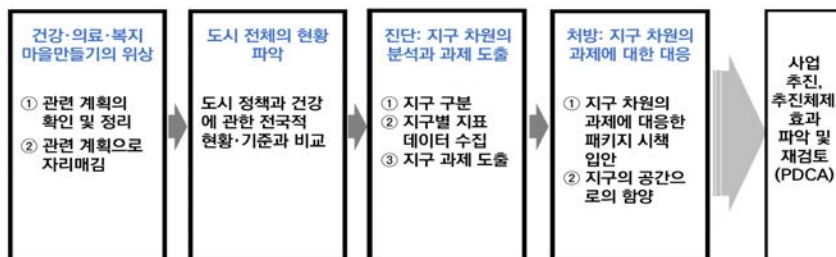 건강·의료·복지
마을만들기의 위상
① 관련 계획의
확인 및 정리
② 관련 계획으로
자리매김
도시 전체의 현황
파악
도시 정책과 건강
에 관한 전국적
현황·기준과 비교
진단: 지구 차원의
분석과 과제 도출
① 지구 구분
② 지구별 지표
데이터 수집
③ 지구 과제 도출
처방: 지구 차원의
과제에 대한 대응
① 지구 차원의
과제에 대응한
패키지 시책
입안
② 지구의 공간으
로의 함양
사업
추진,
추진체제
효과
파악 및
재검토
(PDCA)